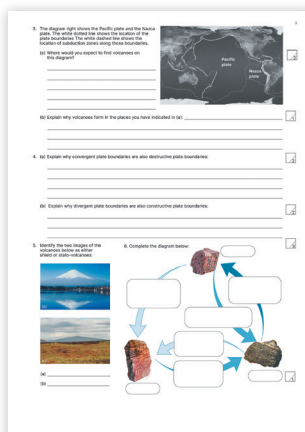 3. The diagram right shows the Pacific plate and the Nazca
plate. The white dotted line shows the location of the
plate boundaries The white dashed line shows the
location of subduction zones along those boundaries.
(a) Where would you expect to find volcanoes on
this diagram?
Pacific
plate
Nazca
plate
(b) Explain why volcanoes form in the places you have indicated in (a):
4. (a) Explain why convergent plate boundaries are also destructive plate boundaries:
(b) Explain why divergent plate boundaries are also constructive plate boundaries:
5. Identify the two images of the
volcanoes below as either
shield or strato-volcanoes:
(a)
(a)
(b)
6. Complete the diagram below: